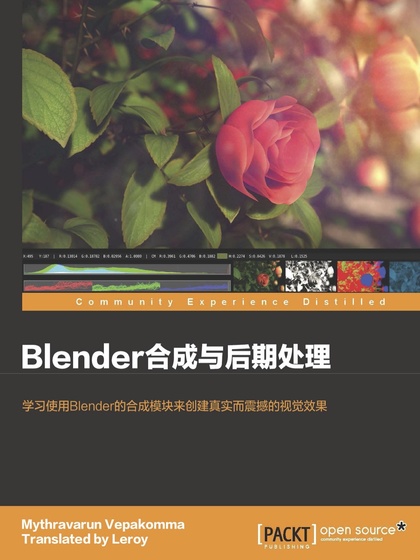 Community Experience Distilled
Blender合成与后期处理
学习使用Blender的合成模块来创建真实而震撼的视觉效果
Mythravarun Vepakomma
Translated by Leroy
[PACKT]
PUBLISHING
open source*
community experience distilled